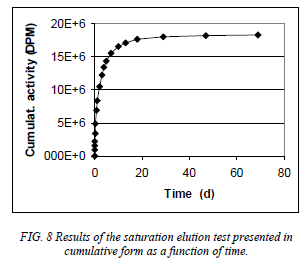 20E+6
15E+6
10E+6
5E+6
000E+0
Cumulat. activity (DPM)
0
20
40
60
80
Time (d)
FIG. 8 Results of the saturation elution test presented in
cumulative form as a function of time.